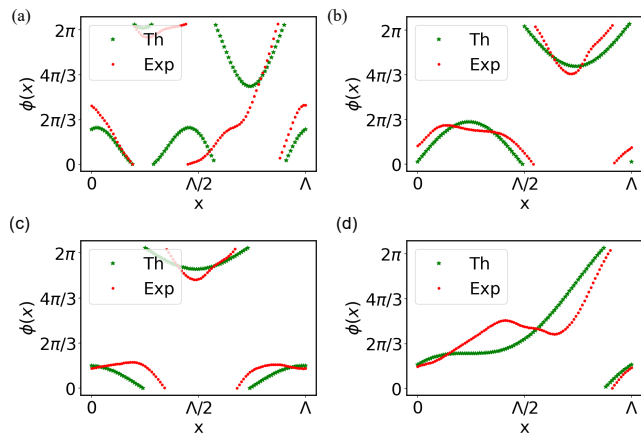 (a)
2π
4π/3
2π/3
0
ϕ(x)
Th
Exp
0
Λ/2
Λ
x
(b)
2π
4π/3
2π/3
0
ϕ(x)
Th
Exp
0
Λ/2
Λ
x
(c)
2π
4π/3
2π/3
0
ϕ(x)
Th
Exp
0
Λ/2
Λ
x
(d)
2π
4π/3
2π/3
0
ϕ(x)
Th
Exp
0
Λ/2
Λ
x